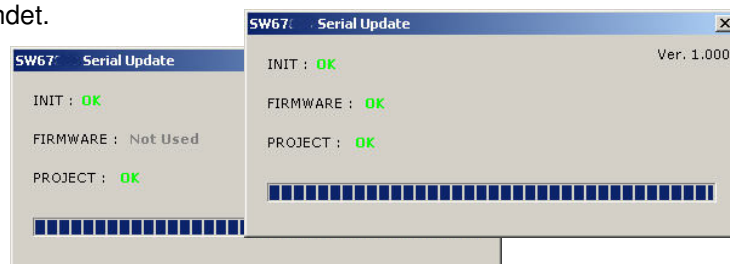 ndet.
SW67 Serial Update
INIT : OK
FIRMWARE : Not Used
PROJECT : OK
SW67 Serial Update
Ver. 1.000
INIT : OK
FIRMWARE : OK
PROJECT : OK